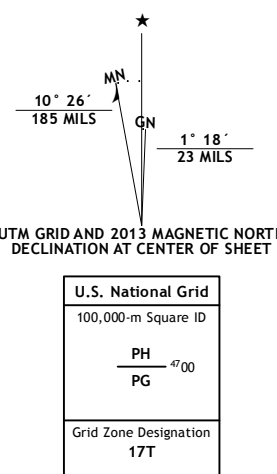 ★
MN
10° 26´
185 MILS
GN
1° 18´
23 MILS
UTM GRID AND 2013 MAGNETIC NORTH
DECLINATION AT CENTER OF SHEET
U.S. National Grid
100,000-m Square ID
PH
4700
PG
Grid Zone Designation
17T